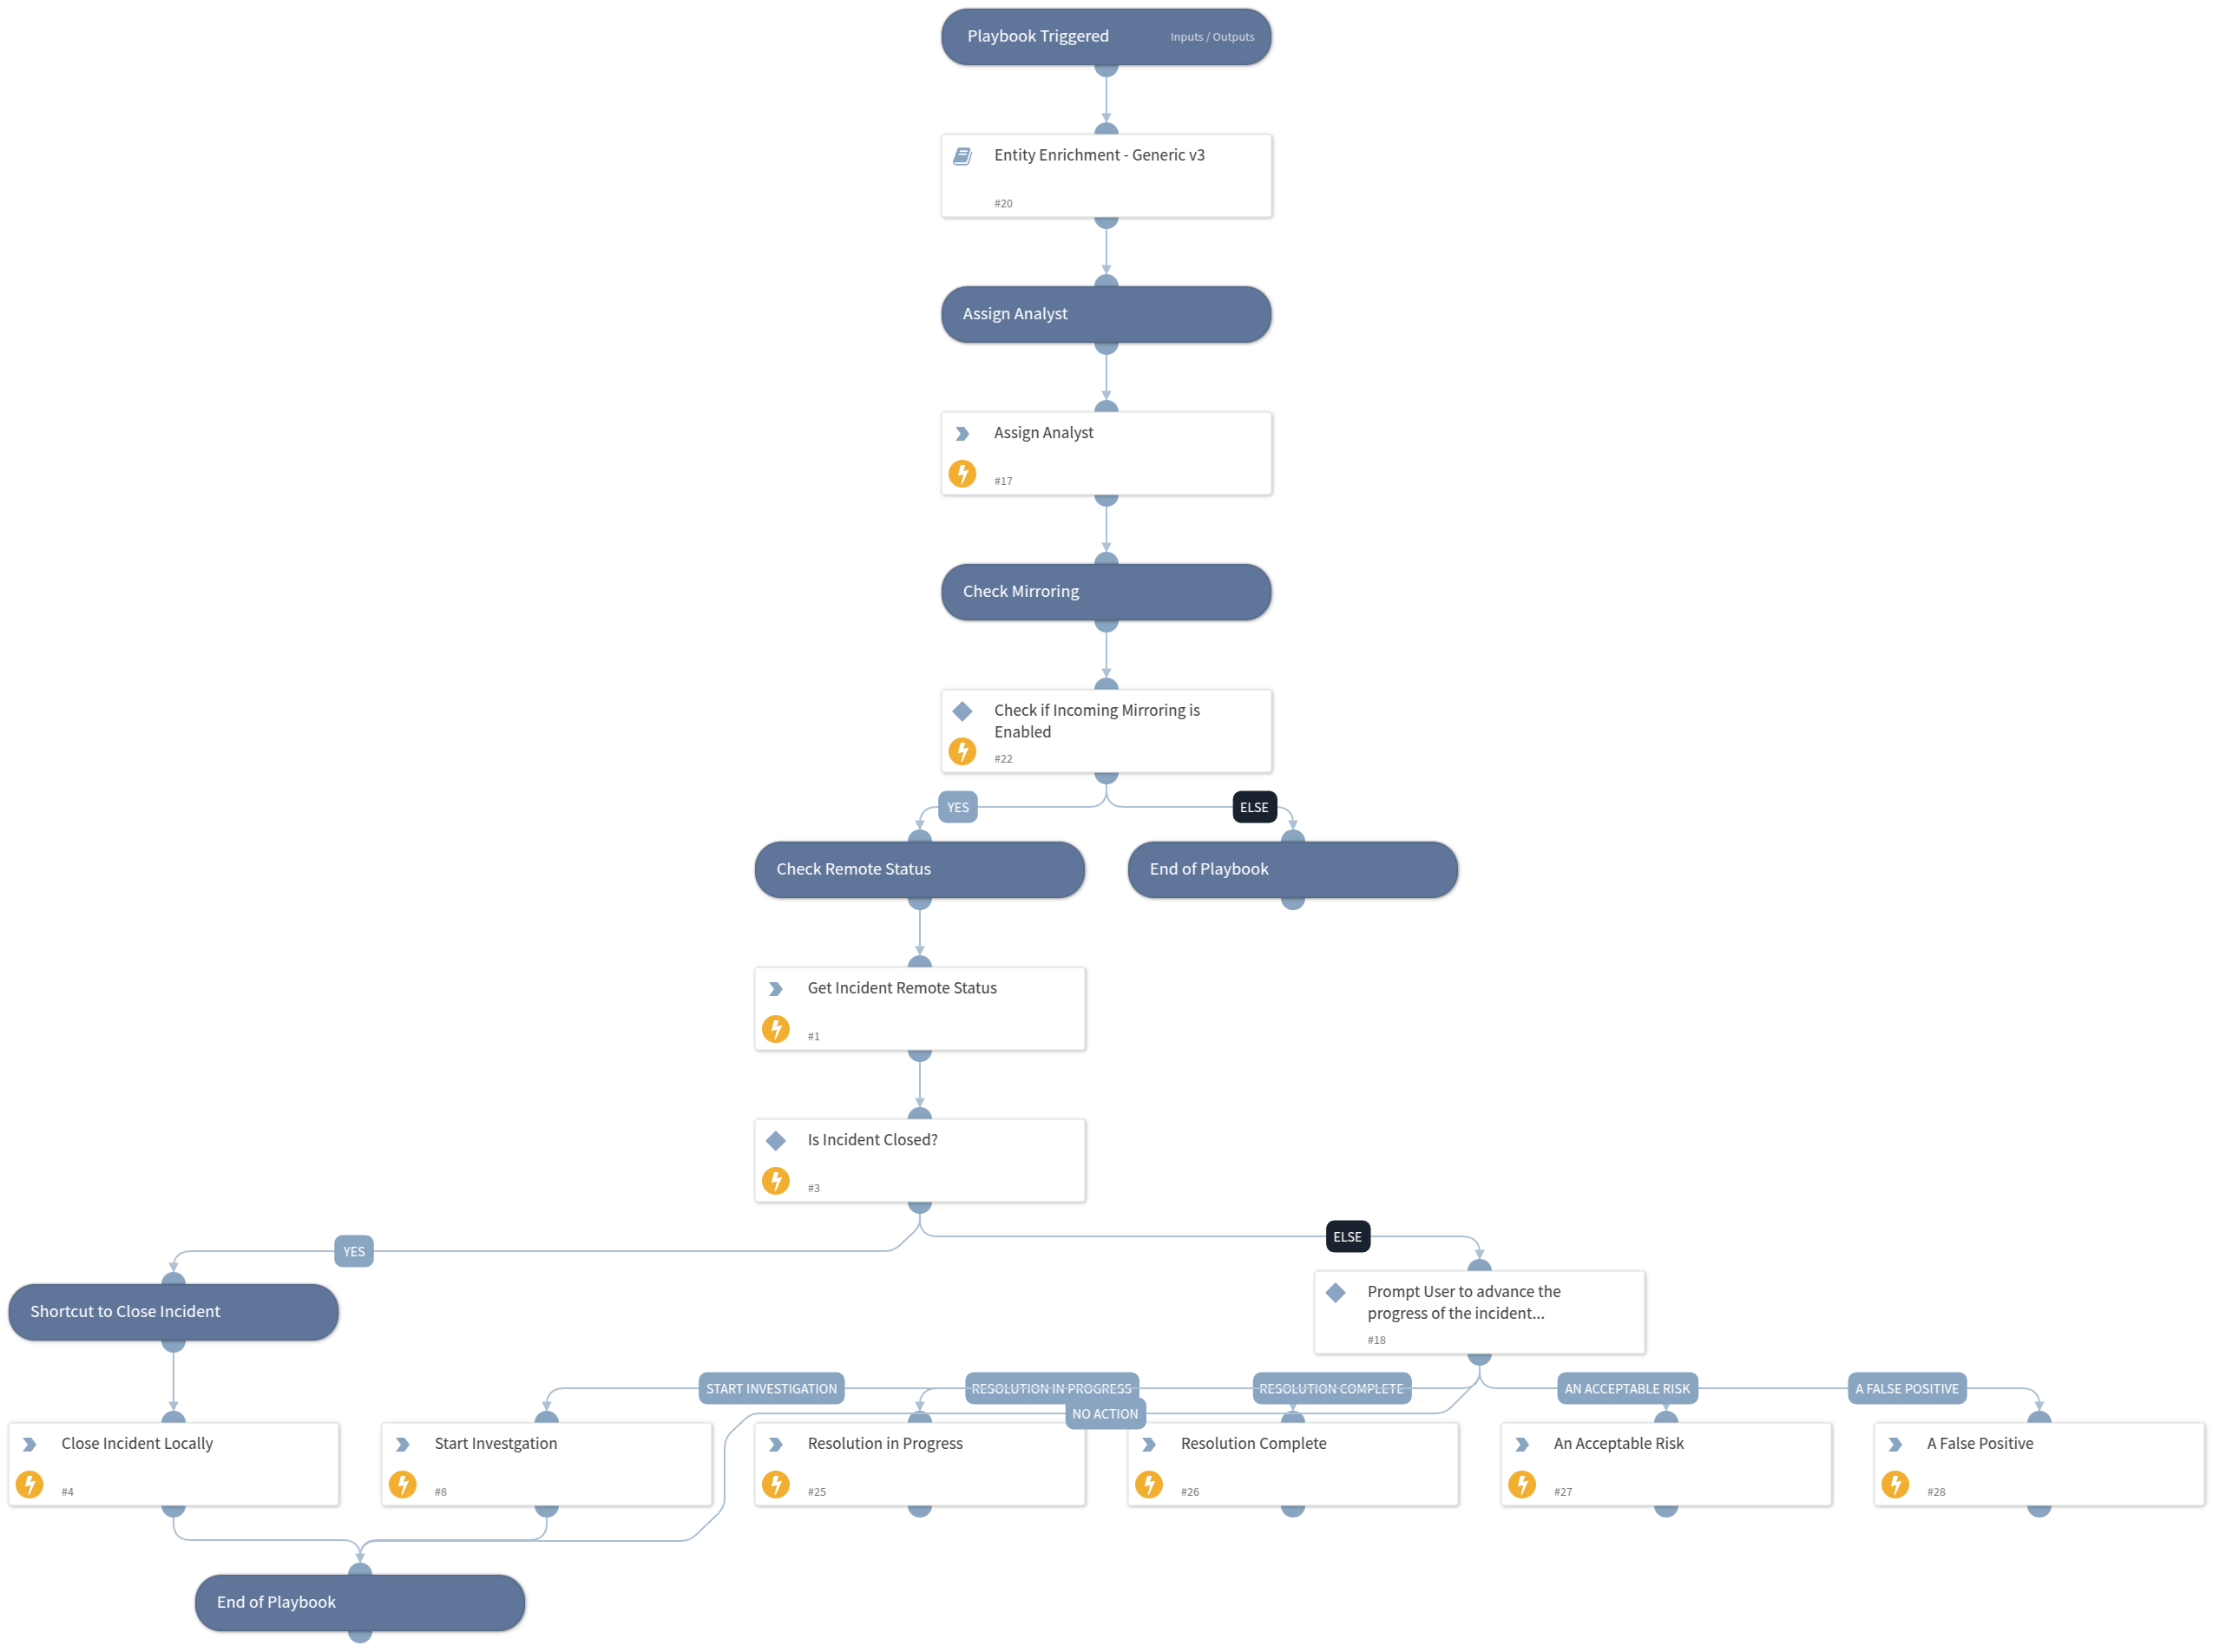 Playbook Triggered
Inputs / Outputs
Entity Enrichment - Generic v3
#20
Assign Analyst
Assign Analyst
#17
Check Mirroring
Check if Incoming Mirroring is
Enabled
#22
YES
ELSE
Check Remote Status
End of Playbook
Get Incident Remote Status
#1
Is Incident Closed?
#3
YES
ELSE
Shortcut to Close Incident
Prompt User to advance the
progress of the incident...
#18
START INVESTIGATION
RESOLUTION IN PROGRESS
RESOLUTION COMPLETE
AN ACCEPTABLE RISK
A FALSE POSITIVE
NO ACTION
Close Incident Locally
#4
Start Investgation
#8
Resolution in Progress
#25
Resolution Complete
#26
An Acceptable Risk
#27
A False Positive
#28
End of Playbook